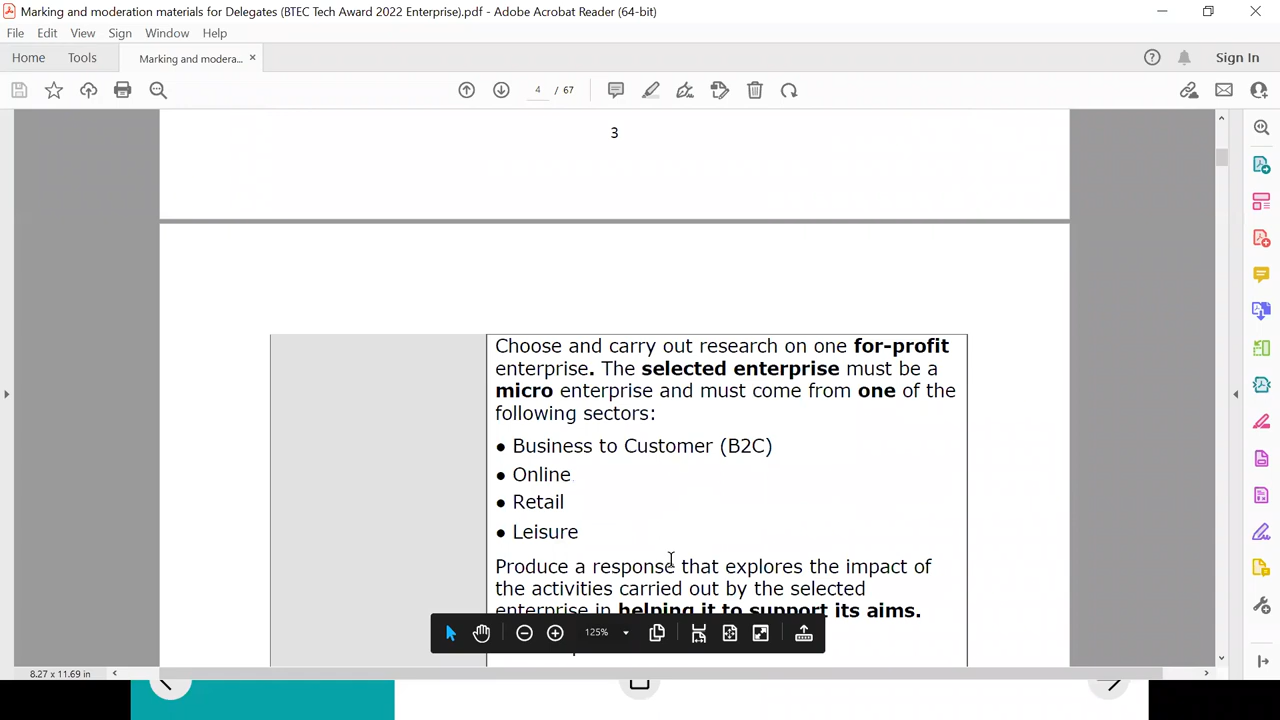 Marking and moderation materials for Delegates (BTEC Tech Award 2022 Enterprise).pdf - Adobe Acrobat Reader (64-bit)
File Edit View Sign Window Help
Home Tools Marking and modera... × Sign In
4 / 67
3
Choose and carry out research on one for-profit
enterprise. The selected enterprise must be a
micro enterprise and must come from one of the
following sectors:
● Business to Customer (B2C)
● Online
● Retail
● Leisure
Produce a response that explores the impact of
the activities carried out by the selected
enterprise in helping it to support its aims.
125%
8.27 x 11.69 in